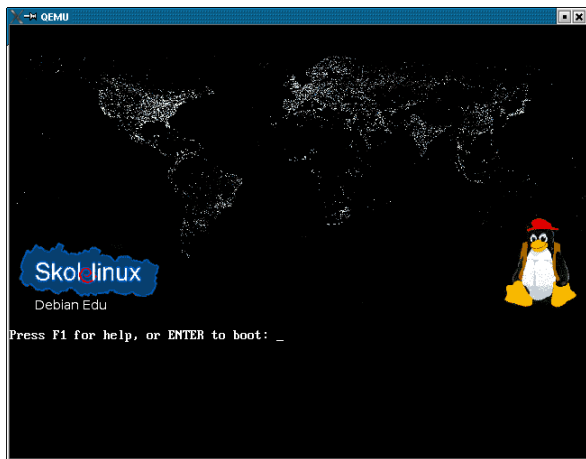 QEMU
Skolelinux
Debian Edu
Press F1 for help, or ENTER to boot: _